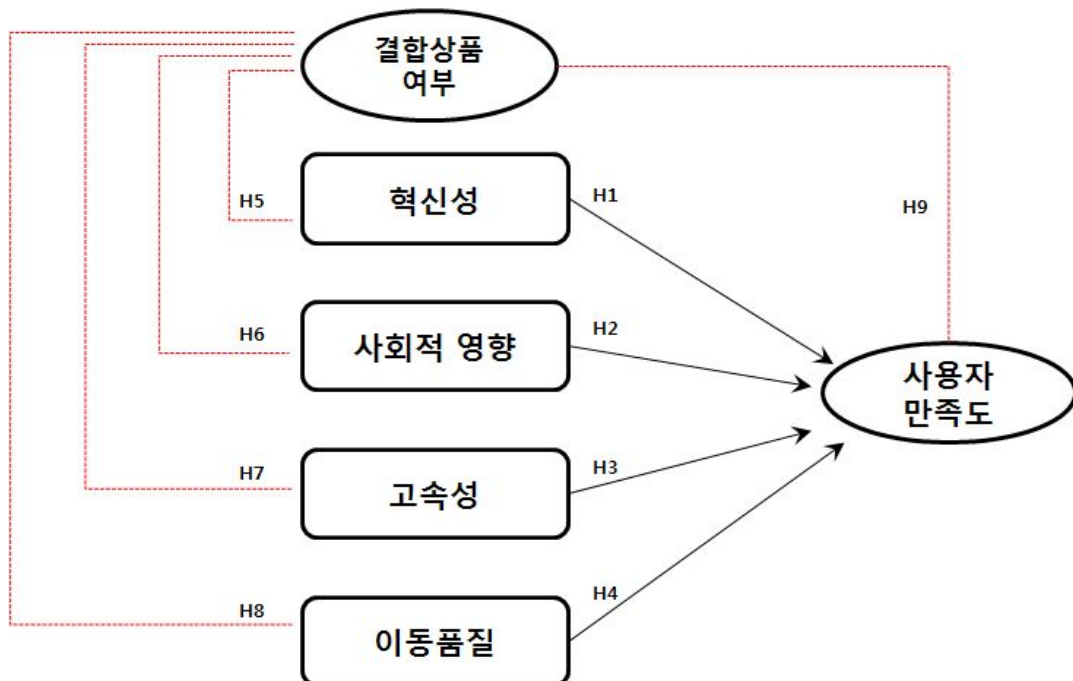 결합상품
여부
혁신성
H1
H5
H9
사회적 영향
H2
H6
사용자
만족도
고속성
H3
H7
이동품질
H4
H8